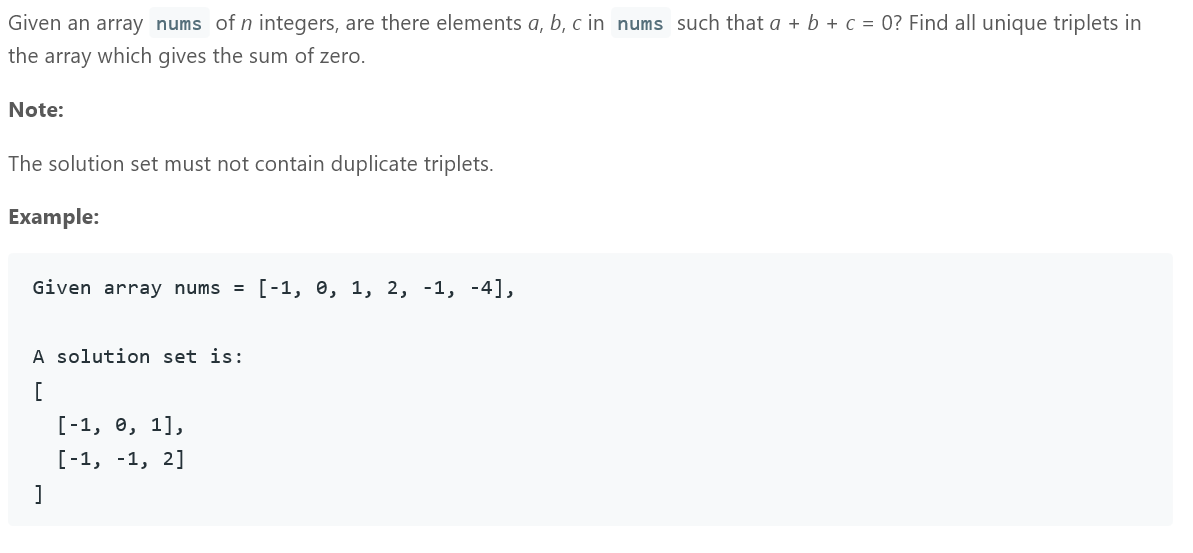 Given an array nums of n integers, are there elements a, b, c in nums such that a + b + c = 0? Find all unique triplets in
the array which gives the sum of zero.
Note:
The solution set must not contain duplicate triplets.
Example:
Given array nums = [-1, 0, 1, 2, -1, -4],
A solution set is:
[
  [-1, 0, 1],
  [-1, -1, 2]
]